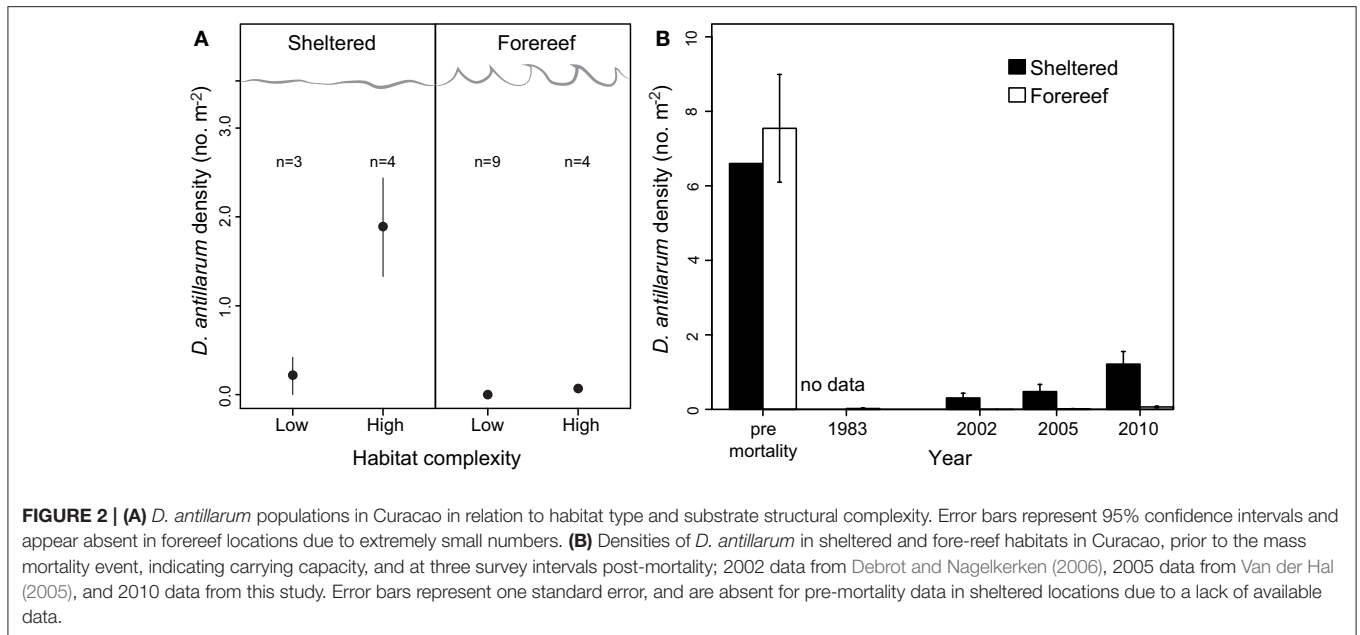 A
Sheltered
Forereef
D. antillarum density (no. m-2)
3.0
2.0
1.0
0.0
n=3
n=4
n=9
n=4
Low
High
Low
High
Habitat complexity
B
D. antillarum density (no. m-2)
10
8
6
4
2
0
Sheltered
Forereef
no data
pre mortality
1983
2002
2005
2010
Year
FIGURE 2 | (A) D. antillarum populations in Curacao in relation to habitat type and substrate structural complexity. Error bars represent 95% confidence intervals and
appear absent in forereef locations due to extremely small numbers. (B) Densities of D. antillarum in sheltered and fore-reef habitats in Curacao, prior to the mass
mortality event, indicating carrying capacity, and at three survey intervals post-mortality; 2002 data from Debrot and Nagelkerken (2006), 2005 data from Van der Hal
(2005), and 2010 data from this study. Error bars represent one standard error, and are absent for pre-mortality data in sheltered locations due to a lack of available
data.